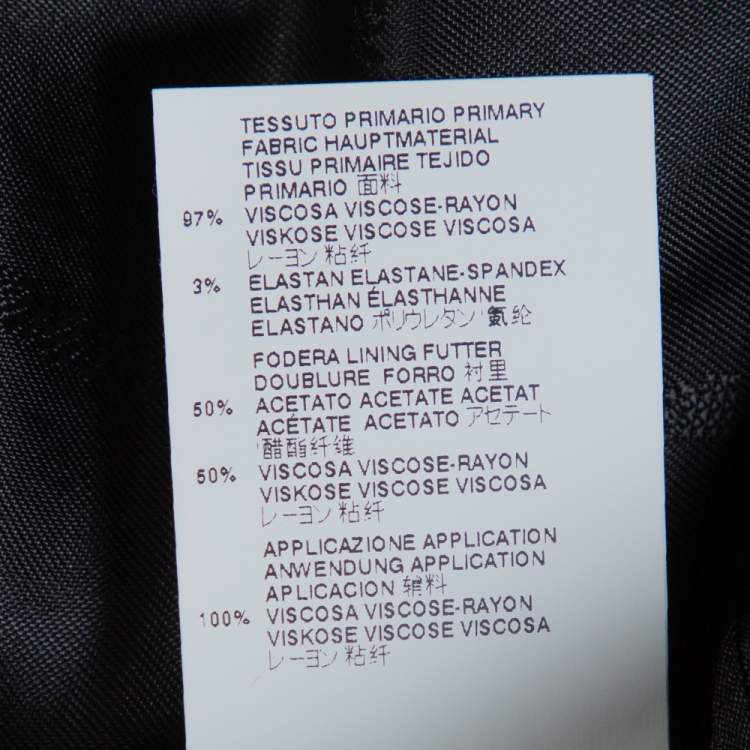 TESSUTO PRIMARIO PRIMARY
FABRIC HAUPTMATERIAL
TISSU PRIMAIRE TEJIDO
PRIMARIO 面料
97% VISCOSA VISCOSE-RAYON
VISKOSE VISCOSE VISCOSA
レーヨン 粘纤
3% ELASTAN ELASTANE-SPANDEX
ELASTHAN ÉLASTHANNE
ELASTANO ポリウレタン 氨纶
FODERA LINING FUTTER
DOUBLURE FORRO 衬里
50% ACETATO ACETATE ACETAT
ACÉTATE ACETATO アセテート
醋酯纤维
50% VISCOSA VISCOSE-RAYON
VISKOSE VISCOSE VISCOSA
レーヨン 粘纤
APPLICAZIONE APPLICATION
ANWENDUNG APPLICATION
APLICACION 辅料
100% VISCOSA VISCOSE-RAYON
VISKOSE VISCOSE VISCOSA
レーヨン 粘纤